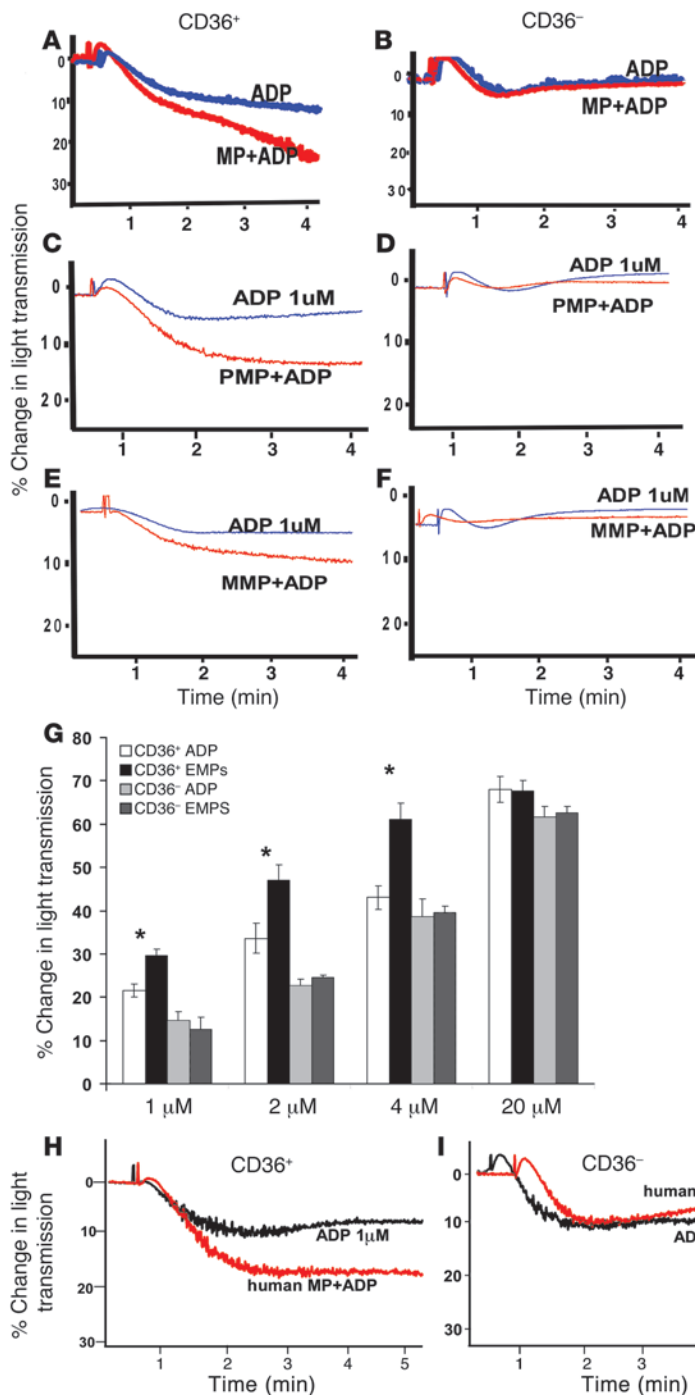 CD36⁺
CD36⁻
A
0
10
20
30
ADP
MP+ADP
1 2 3 4
B
0
10
20
30
ADP
MP+ADP
1 2 3 4
% Change in light transmission
C
0
10
20
ADP 1uM
PMP+ADP
1 2 3 4
D
0
10
20
ADP 1uM
PMP+ADP
1 2 3 4
E
0
10
20
ADP 1uM
MMP+ADP
1 2 3 4
Time (min)
F
0
10
20
ADP 1uM
MMP+ADP
1 2 3 4
Time (min)
G
% Change in light transmission
80
70
60
50
40
30
20
10
0
CD36⁺ ADP
CD36⁺ EMPs
CD36⁻ ADP
CD36⁻ EMPS
* * *
1 µM 2 µM 4 µM 20 µM
H
CD36⁺
% Change in light
transmission
0
10
20
30
ADP 1µM
human MP+ADP
1 2 3 4 5
Time (min)
I
CD36⁻
0
10
20
30
human
AD
1 2 3
Time (min)